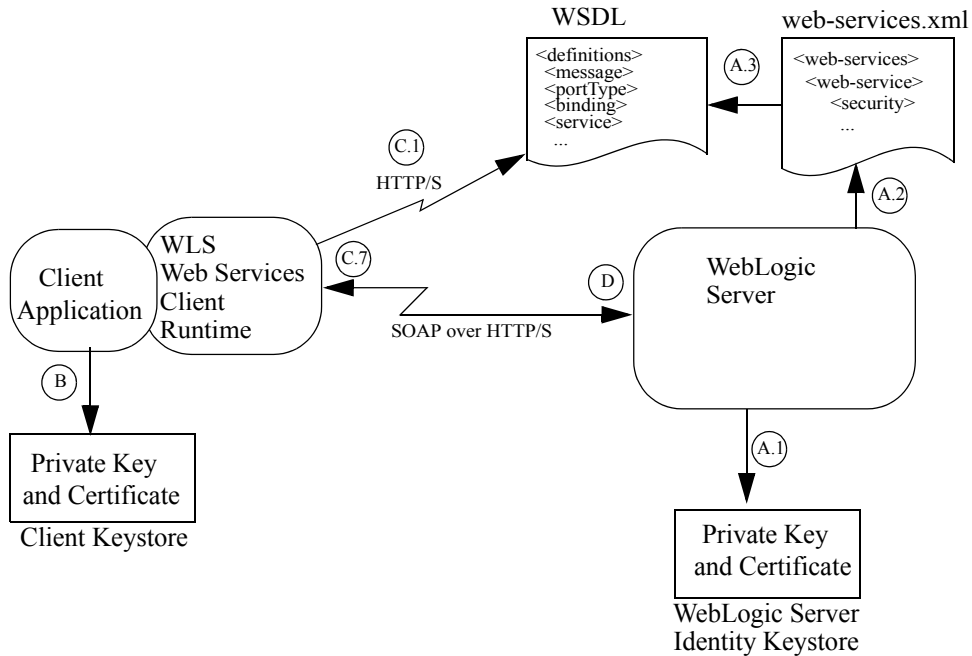 WSDL
web-services.xml
<definitions>
<message>
<portType>
<binding>
<service>
...
A.3
<web-services>
<web-service>
<security>
...
C.1
HTTP/S
A.2
Client
Application
WLS
Web Services
Client
Runtime
C.7
SOAP over HTTP/S
D
WebLogic
Server
B
Private Key
and Certificate
Client Keystore
A.1
Private Key
and Certificate
WebLogic Server
Identity Keystore